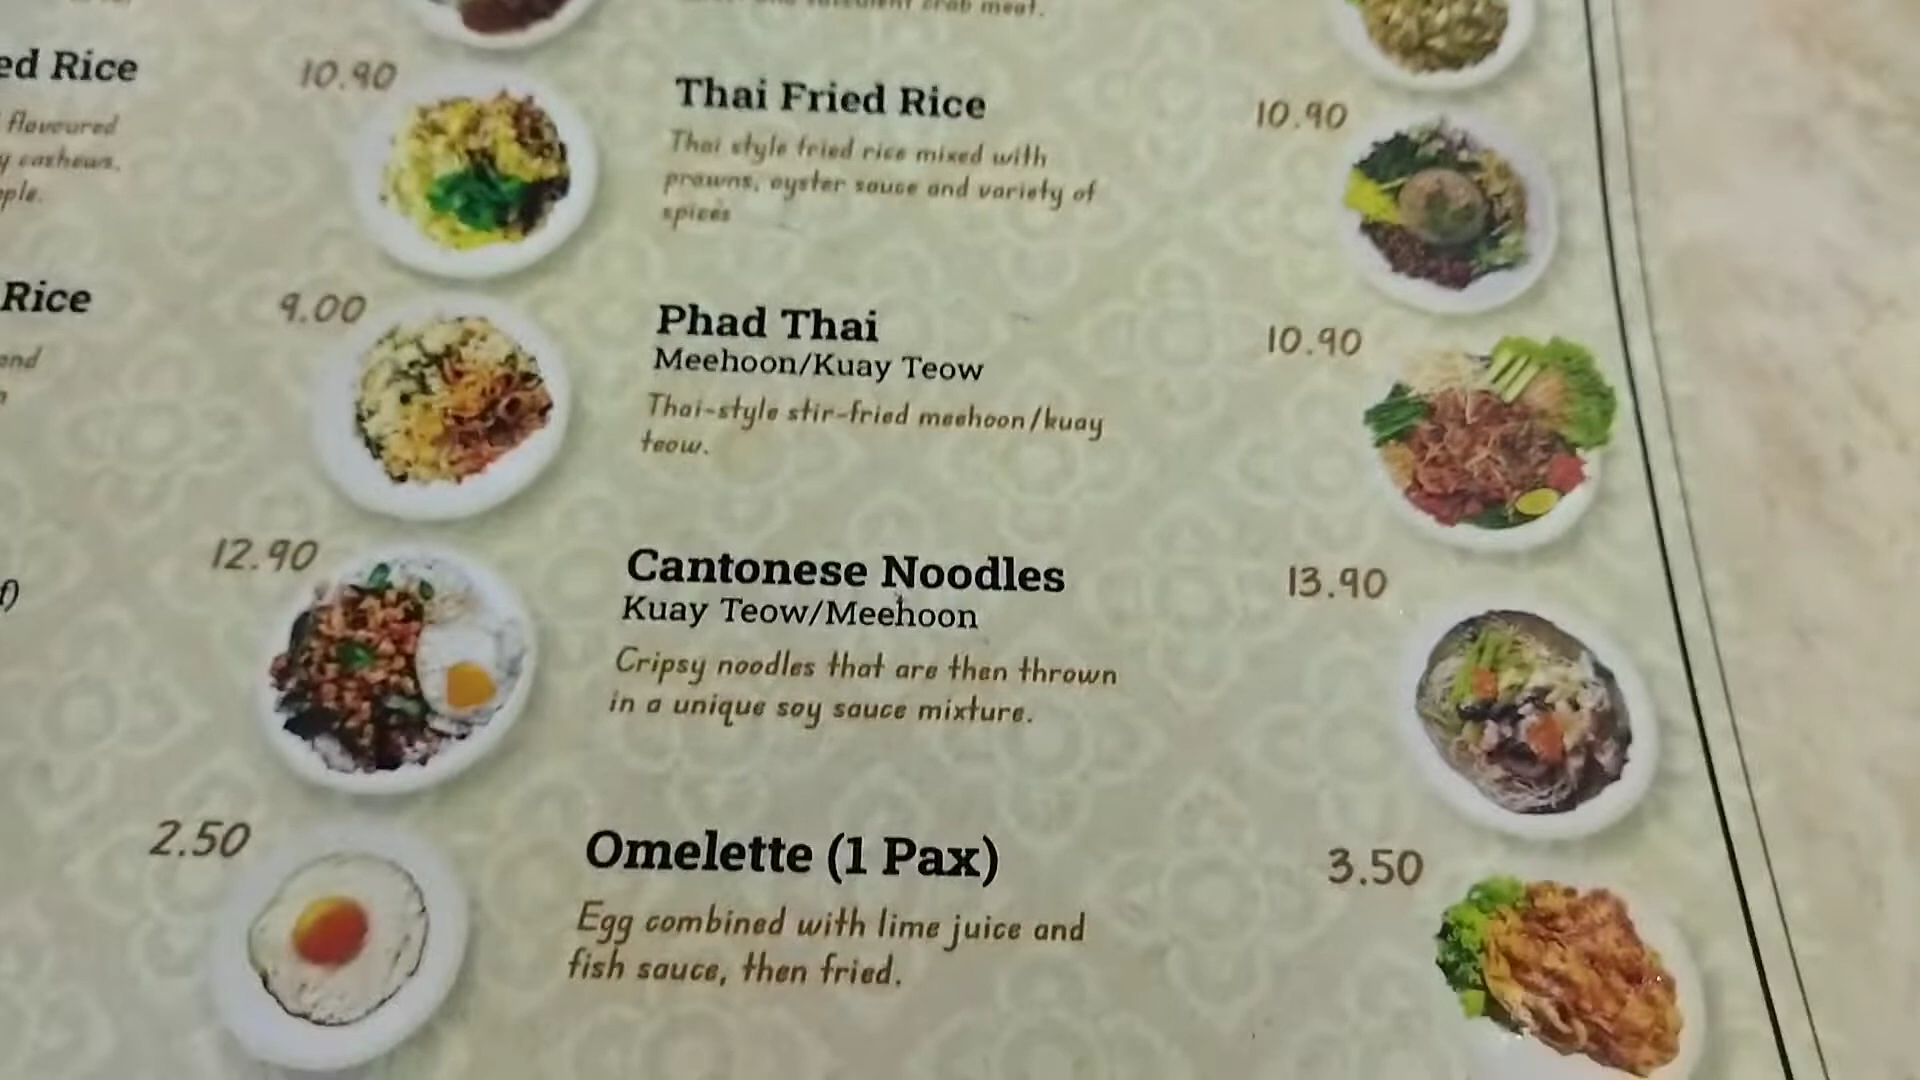 ed Rice
10.90
flavoured
y cashews,
ple.
Rice
9.00
and
12.90
2.50
crab meat.
Thai Fried Rice
10.90
Thai style fried rice mixed with
prawns, oyster sauce and variety of
spices
Phad Thai
10.90
Meehoon/Kuay Teow
Thai-style stir-fried meehoon/kuay
teow.
Cantonese Noodles
13.90
Kuay Teow/Meehoon
Cripsy noodles that are then thrown
in a unique soy sauce mixture.
Omelette (1 Pax)
3.50
Egg combined with lime juice and
fish sauce, then fried.